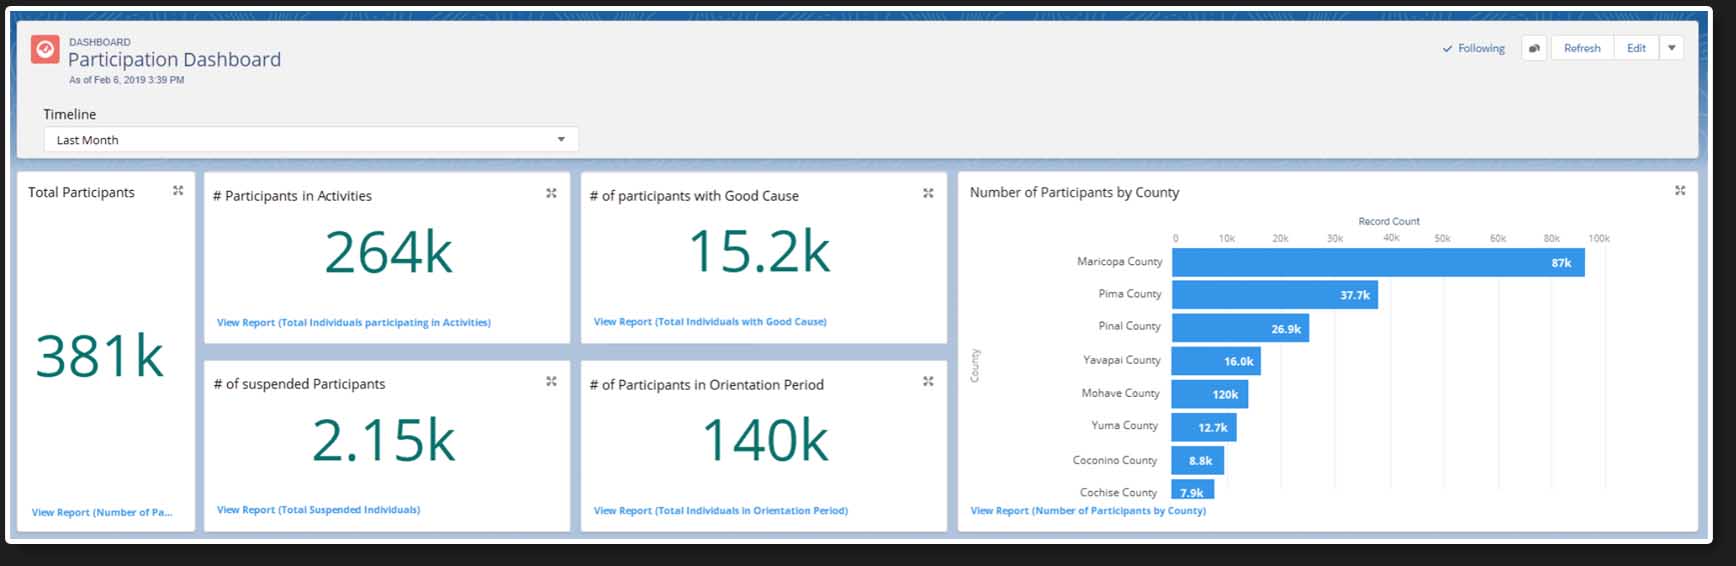 DASHBOARD
Participation Dashboard
As of Feb 6, 2019 3:39 PM
Following
Refresh
Edit
Timeline
Last Month
Total Participants
381k
View Report (Number of Pa...
# Participants in Activities
264k
View Report (Total Individuals participating in Activities)
# of participants with Good Cause
15.2k
View Report (Total Individuals with Good Cause)
# of suspended Participants
2.15k
View Report (Total Suspended Individuals)
# of Participants in Orientation Period
140k
View Report (Total Individuals in Orientation Period)
Number of Participants by County
Record Count
0 10k 20k 30k 40k 50k 60k 80k 100k
County
Maricopa County 87k
Pima County 37.7k
Pinal County 26.9k
Yavapai County 16.0k
Mohave County 120k
Yuma County 12.7k
Coconino County 8.8k
Cochise County 7.9k
View Report (Number of Participants by County)